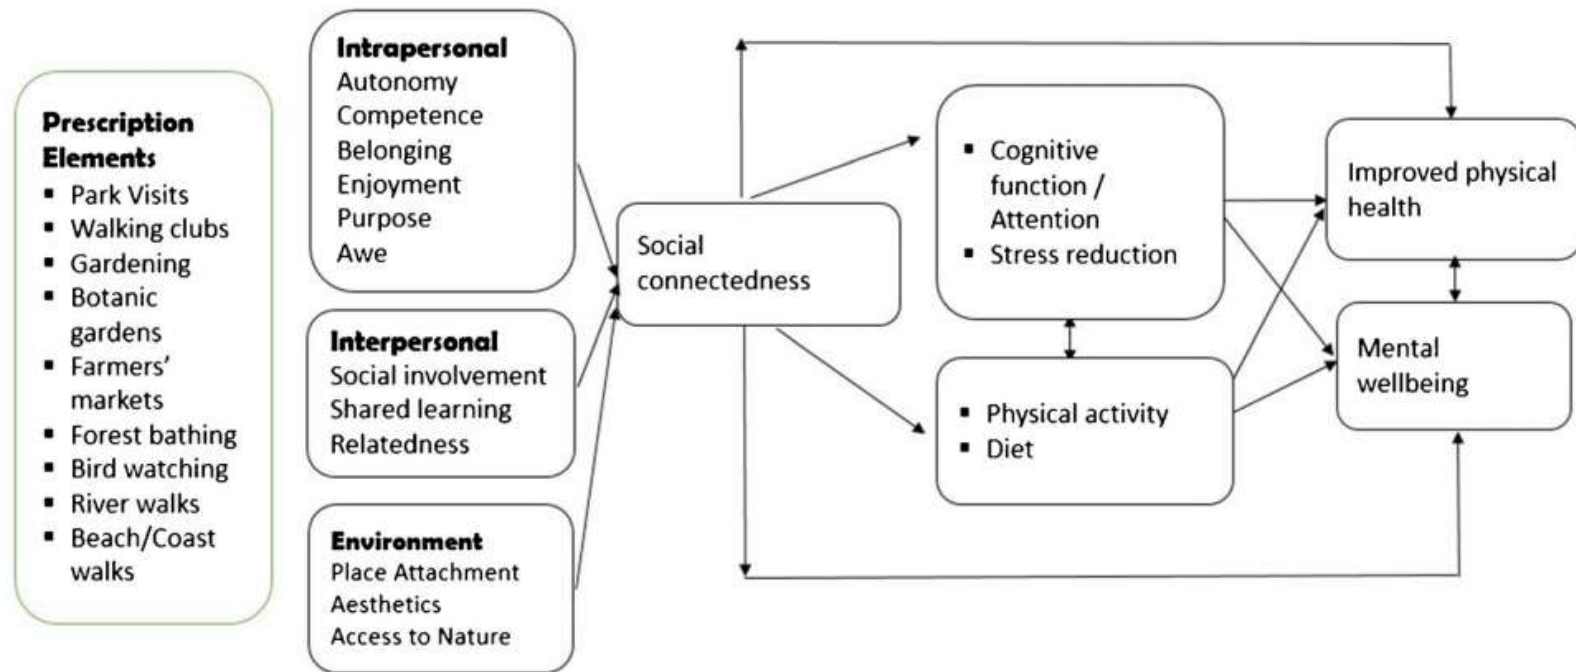 Prescription
Elements
▪ Park Visits
▪ Walking clubs
▪ Gardening
▪ Botanic
gardens
▪ Farmers’
markets
▪ Forest bathing
▪ Bird watching
▪ River walks
▪ Beach/Coast
walks
Intrapersonal
Autonomy
Competence
Belonging
Enjoyment
Purpose
Awe
Interpersonal
Social involvement
Shared learning
Relatedness
Environment
Place Attachment
Aesthetics
Access to Nature
Social
connectedness
▪ Cognitive
function /
Attention
▪ Stress reduction
▪ Physical activity
▪ Diet
Improved physical
health
Mental
wellbeing